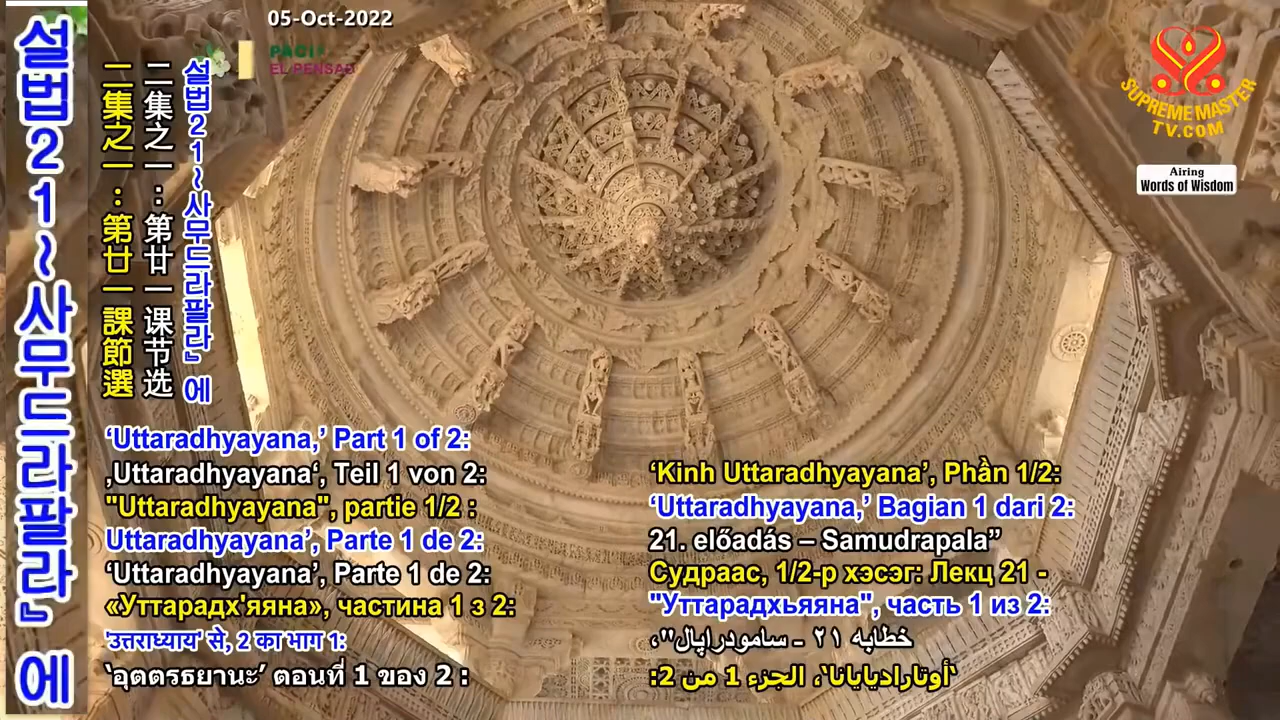 05-Oct-2022
EL PENSAD
SUPREME MASTER
TV.COM
Airing
Words of Wisdom
설법 21~사무드라팔라』 에
二集之一：第廿一課節選
二集之一：第廿一课节选
설법 21~사무드라팔라』 에
‘Uttaradhyayana,’ Part 1 of 2:
‚Uttaradhyayana‘, Teil 1 von 2:
"Uttaradhyayana", partie 1/2 :
Uttaradhyayana’, Parte 1 de 2:
‘Uttaradhyayana’, Parte 1 de 2:
«Уттарадх'яяна», частина 1 з 2:
'उत्तराध्याय' से, 2 का भाग 1:
‘อุตตรธยานะ’ ตอนที่ 1 ของ 2 :
‘Kinh Uttaradhyayana’, Phần 1/2:
‘Uttaradhyayana,’ Bagian 1 dari 2:
21. előadás – Samudrapala”
Судраас, 1/2-р хэсэг: Лекц 21 -
"Уттарадхьяяна", часть 1 из 2:
خطابه ۲۱ - سامودراپال"،
‘أوتاراديايانا‘، الجزء 1 من 2: